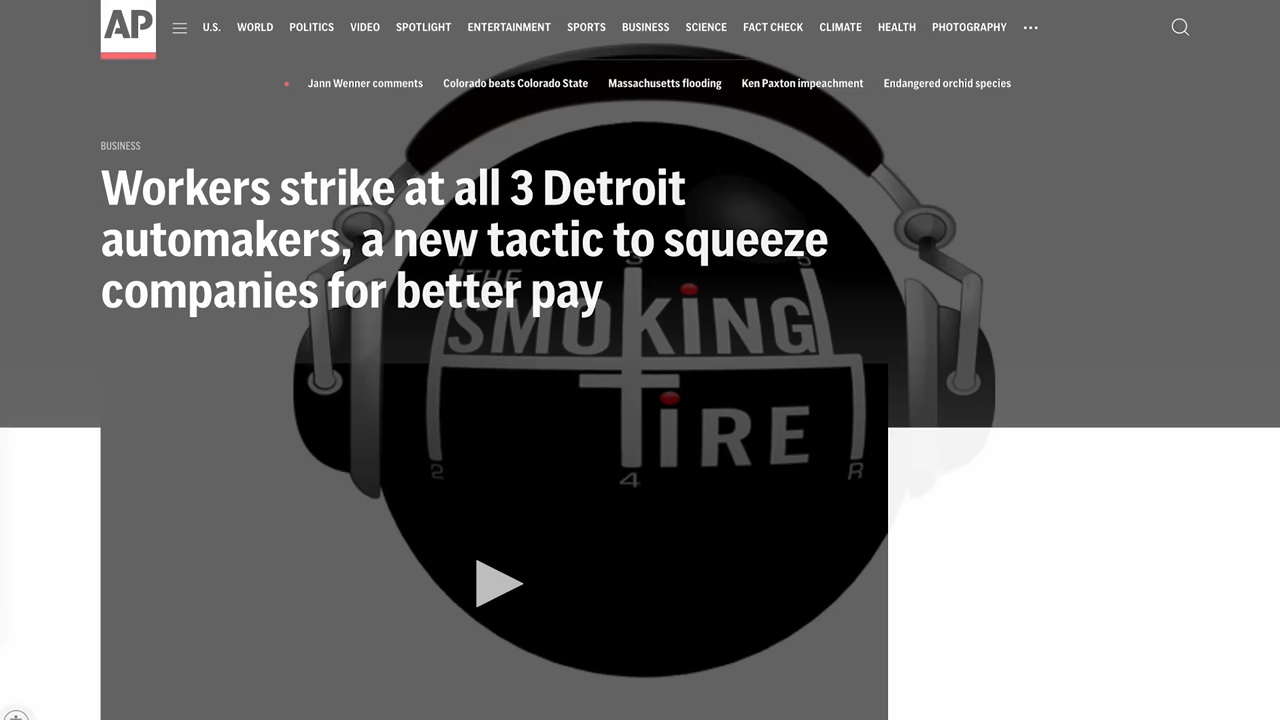 AP
U.S. WORLD POLITICS VIDEO SPOTLIGHT ENTERTAINMENT SPORTS BUSINESS SCIENCE FACT CHECK CLIMATE HEALTH PHOTOGRAPHY
Jann Wenner comments Colorado beats Colorado State Massachusetts flooding Ken Paxton impeachment Endangered orchid species
BUSINESS
Workers strike at all 3 Detroit
automakers, a new tactic to squeeze
companies for better pay
THE
SMOKiNG
TiRE
2 4 R